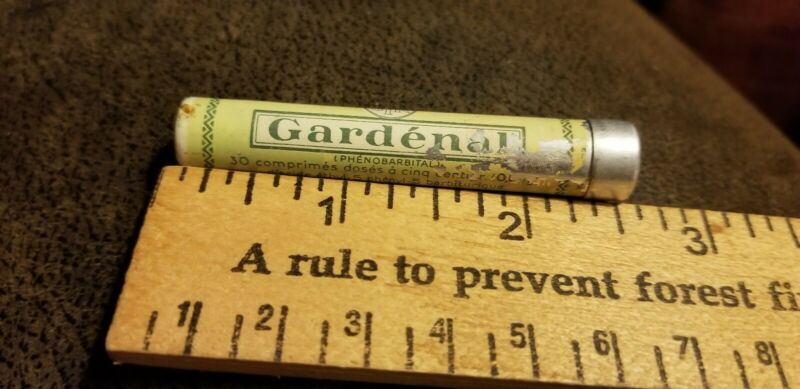 Gardénal
(PHÉNOBARBITAL)
30 comprimés dosés à cinq
1 2 3
A rule to prevent forest
1 2 3 4 5 6 7 8